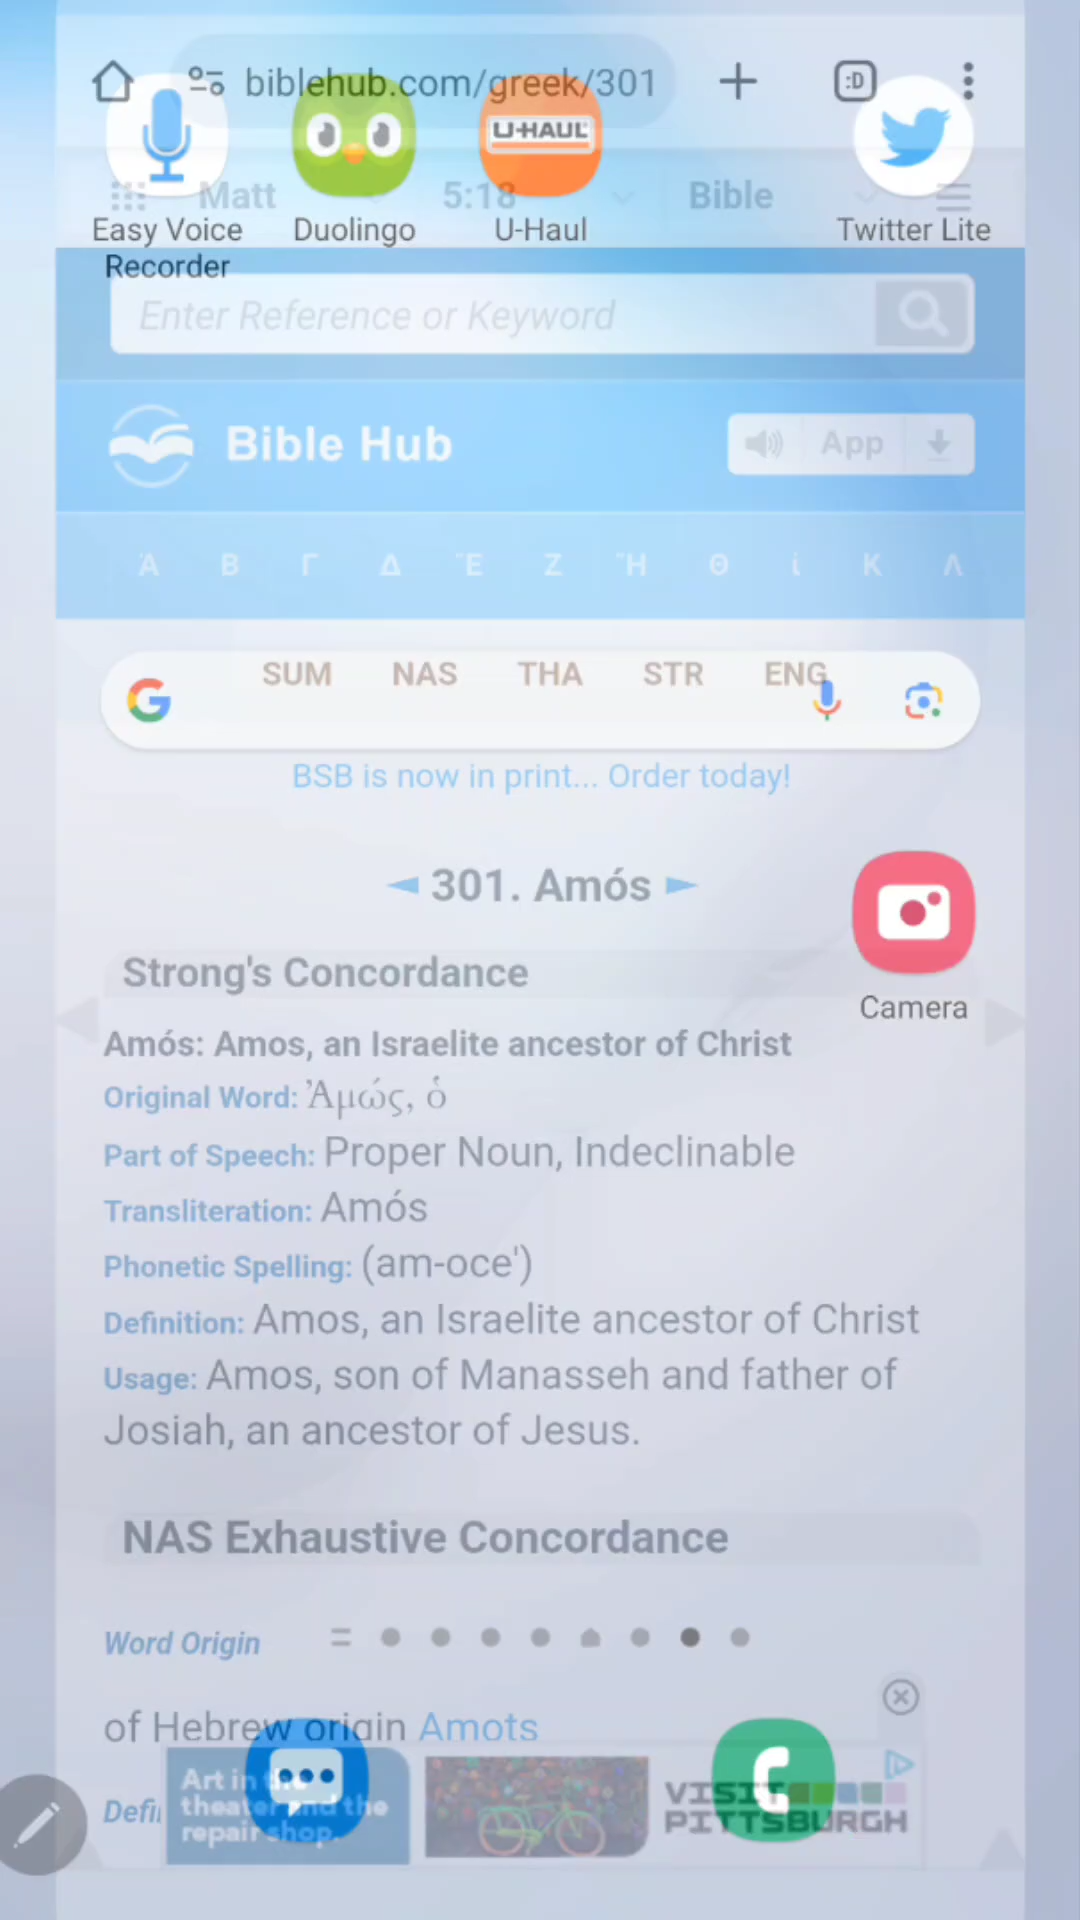 biblehub.com/greek/301
:D
U-HAUL
Matt 5:18 Bible
Easy Voice Recorder
Duolingo
U-Haul
Twitter Lite
Enter Reference or Keyword
Bible Hub
App
Ἀ Β Γ Δ Ἕ Ζ Ἥ Θ ἰ Κ Λ
G
SUM NAS THA STR ENG
BSB is now in print... Order today!
301. Amós
Camera
Strong's Concordance
Amós: Amos, an Israelite ancestor of Christ
Original Word: Ἀμώς, ὁ
Part of Speech: Proper Noun, Indeclinable
Transliteration: Amós
Phonetic Spelling: (am-oce')
Definition: Amos, an Israelite ancestor of Christ
Usage: Amos, son of Manasseh and father of
Josiah, an ancestor of Jesus.
NAS Exhaustive Concordance
Word Origin
of Hebrew origin Amots
Defi
Art in the
theater and the
repair shop.
VISIT
PITTSBURGH